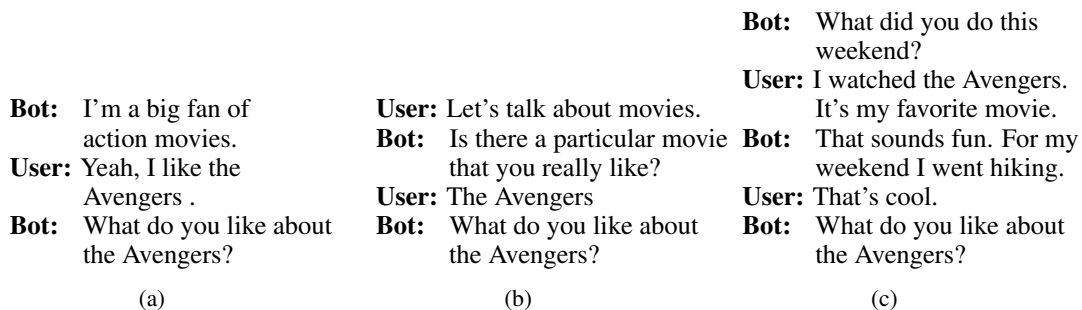 Bot: I'm a big fan of
action movies.
User: Yeah, I like the
Avengers .
Bot: What do you like about
the Avengers?
(a)
User: Let's talk about movies.
Bot: Is there a particular movie
that you really like?
User: The Avengers
Bot: What do you like about
the Avengers?
(b)
Bot: What did you do this
weekend?
User: I watched the Avengers.
It's my favorite movie.
Bot: That sounds fun. For my
weekend I went hiking.
User: That's cool.
Bot: What do you like about
the Avengers?
(c)